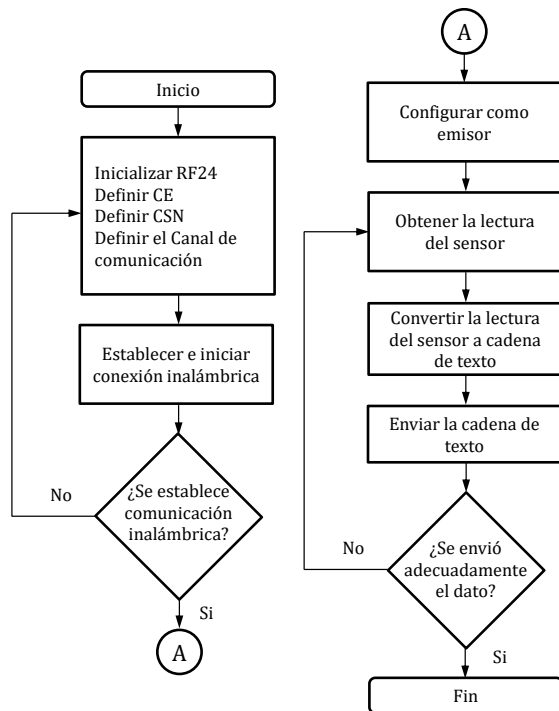 Inicio
Inicializar RF24
Definir CE
Definir CSN
Definir el Canal de
comunicación
Establecer e iniciar
conexión inalámbrica
¿Se establece
comunicación
inalámbrica?
No
Si
A
A
Configurar como
emisor
Obtener la lectura
del sensor
Convertir la lectura
del sensor a cadena
de texto
Enviar la cadena de
texto
¿Se envió
adecuadamente
el dato?
No
Si
Fin